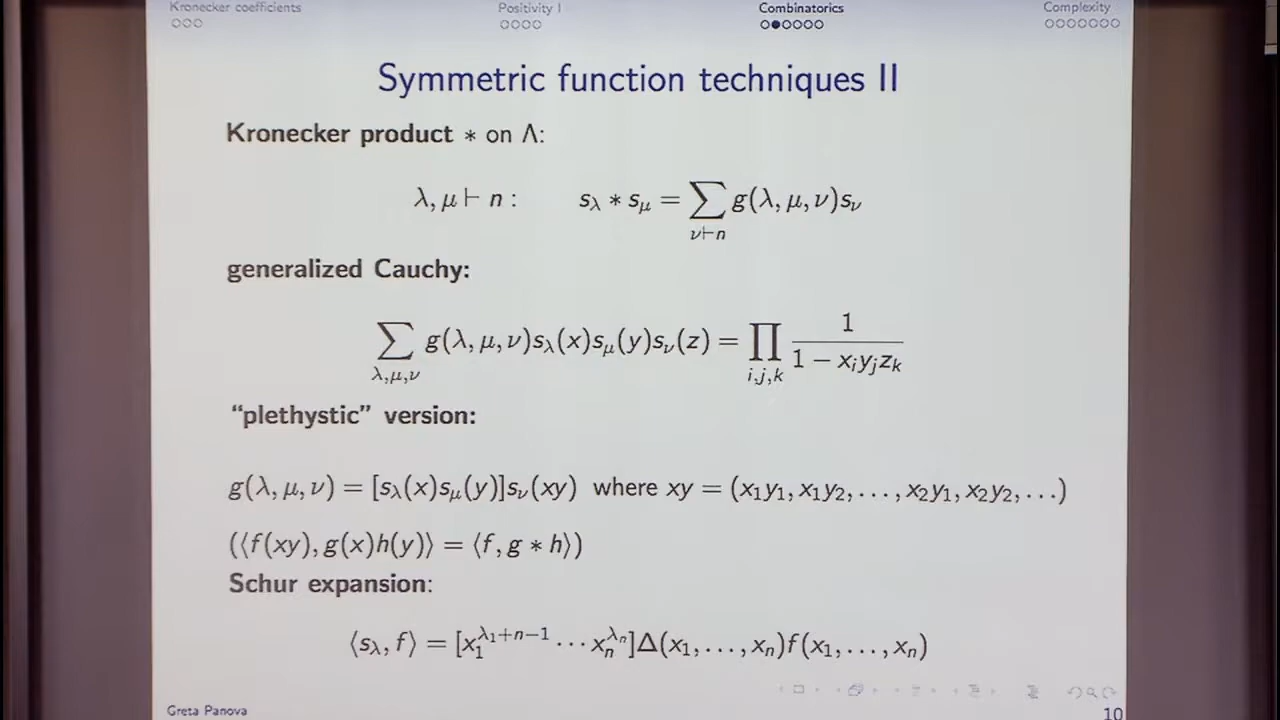 Kronecker coefficients Positivity I Combinatorics Complexity
Symmetric function techniques II
Kronecker product ∗ on Λ:
λ, μ ⊢ n : s_λ ∗ s_μ = ∑_{ν⊢n} g(λ, μ, ν)s_ν
generalized Cauchy:
∑_{λ,μ,ν} g(λ, μ, ν)s_λ(x)s_μ(y)s_ν(z) = ∏_{i,j,k} 1/(1 − x_i y_j z_k)
“plethystic” version:
g(λ, μ, ν) = [s_λ(x)s_μ(y)]s_ν(xy) where xy = (x_1y_1, x_1y_2, . . . , x_2y_1, x_2y_2, . . .)
(⟨f(xy), g(x)h(y)⟩ = ⟨f, g ∗ h⟩)
Schur expansion:
⟨s_λ, f⟩ = [x_1^{λ_1+n−1} · · · x_n^{λ_n}]Δ(x_1, . . . , x_n)f(x_1, . . . , x_n)
Greta Panova 10